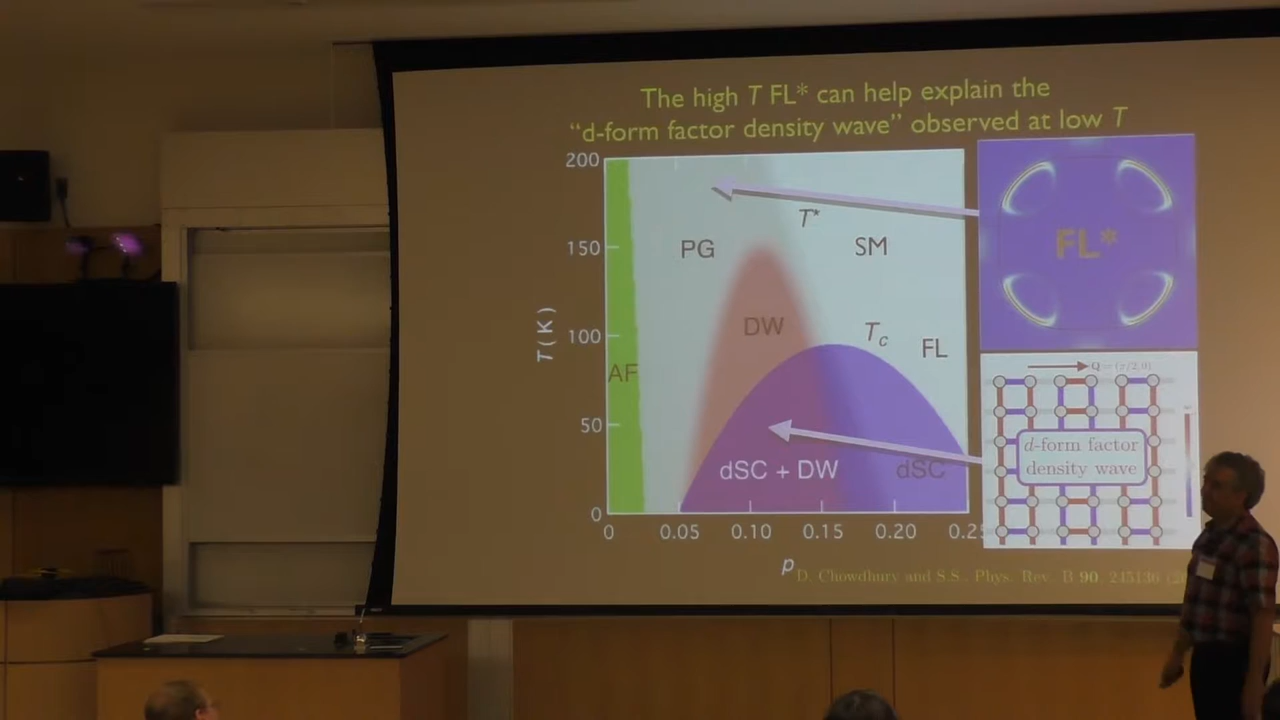 The high T FL* can help explain the
"d-form factor density wave" observed at low T
200
150
100
50
0
T(K)
AF
PG
T*
SM
DW
Tc
FL
dSC + DW
dSC
0 0.05 0.10 0.15 0.20
p
FL*
Q = (π/2, 0)
d-form factor
density wave
D. Chowdhury and S.S., Phys. Rev. B 90, 245136